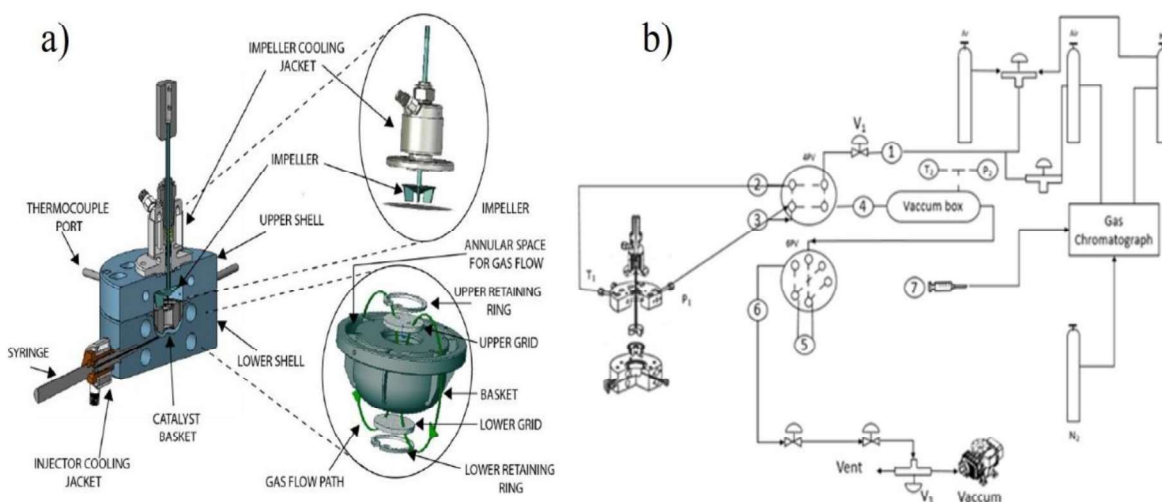 a)
IMPELLER COOLING
JACKET
IMPELLER
THERMOCOUPLE
PORT
UPPER SHELL
IMPELLER
ANNULAR SPACE
FOR GAS FLOW
UPPER RETAINING
RING
UPPER GRID
LOWER SHELL
SYRINGE
BASKET
CATALYST
BASKET
LOWER GRID
INJECTOR COOLING
JACKET
GAS FLOW PATH
LOWER RETAINING
RING
b)
Ar
Air
V1
1
4PV
2
T2
P2
3
4
Vaccum box
Gas
Chromatograph
6PV
T1
P1
7
6
5
N2
Vent
V3
Vaccum